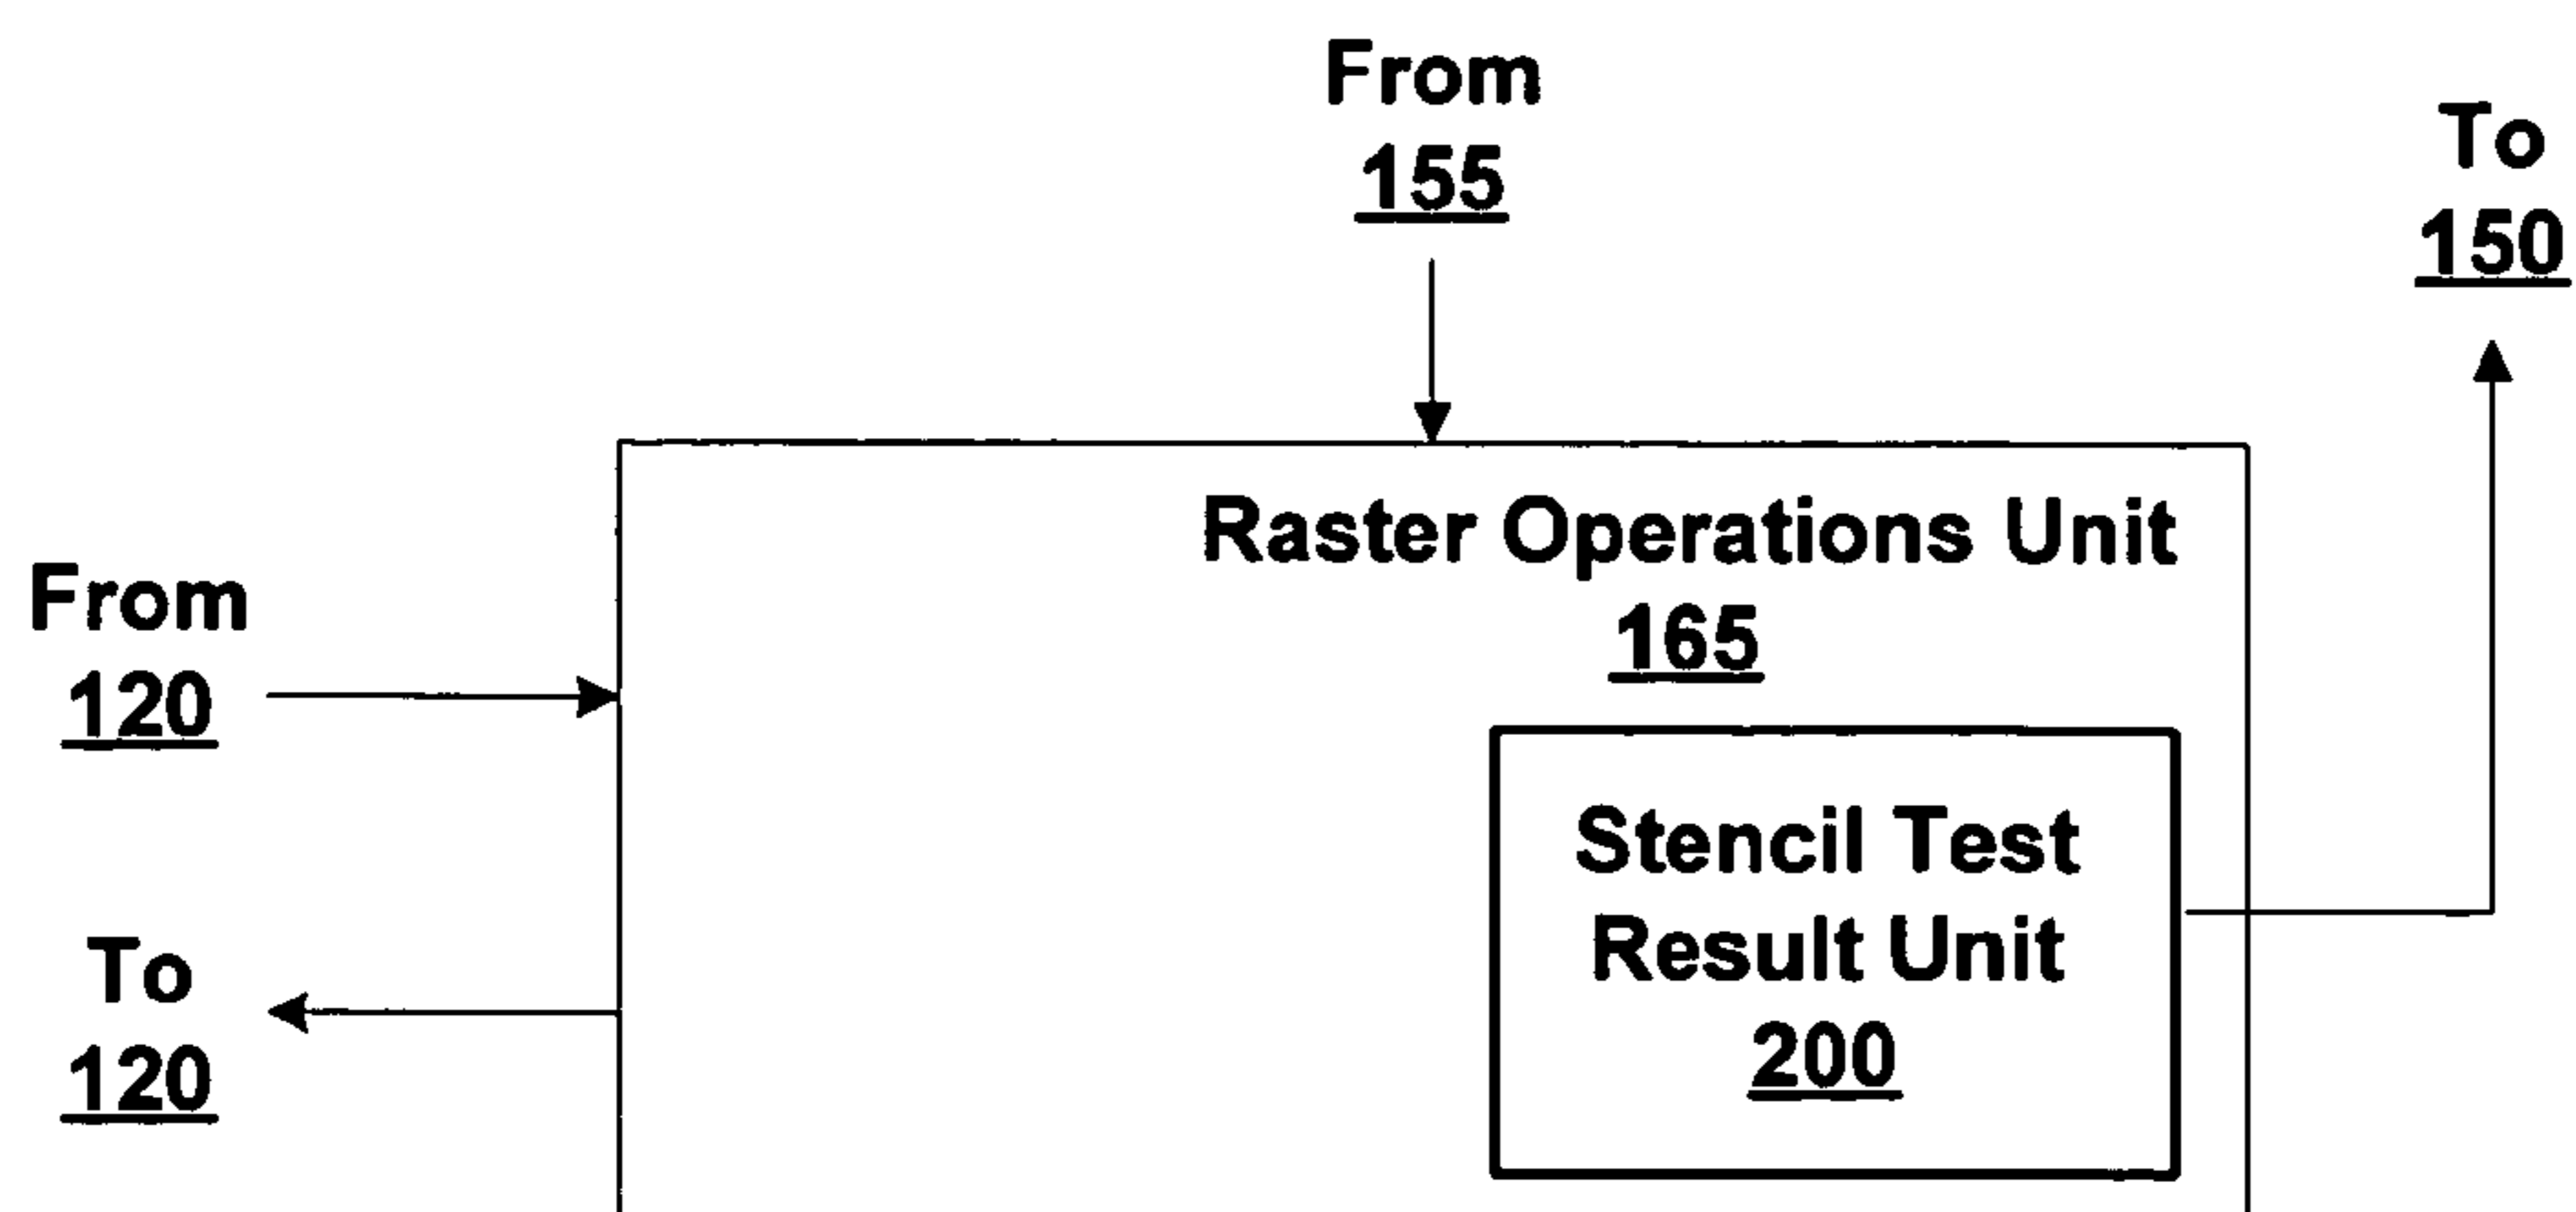 From
155
To
150
Raster Operations Unit
165
From
120
Stencil Test
Result Unit
200
To
120